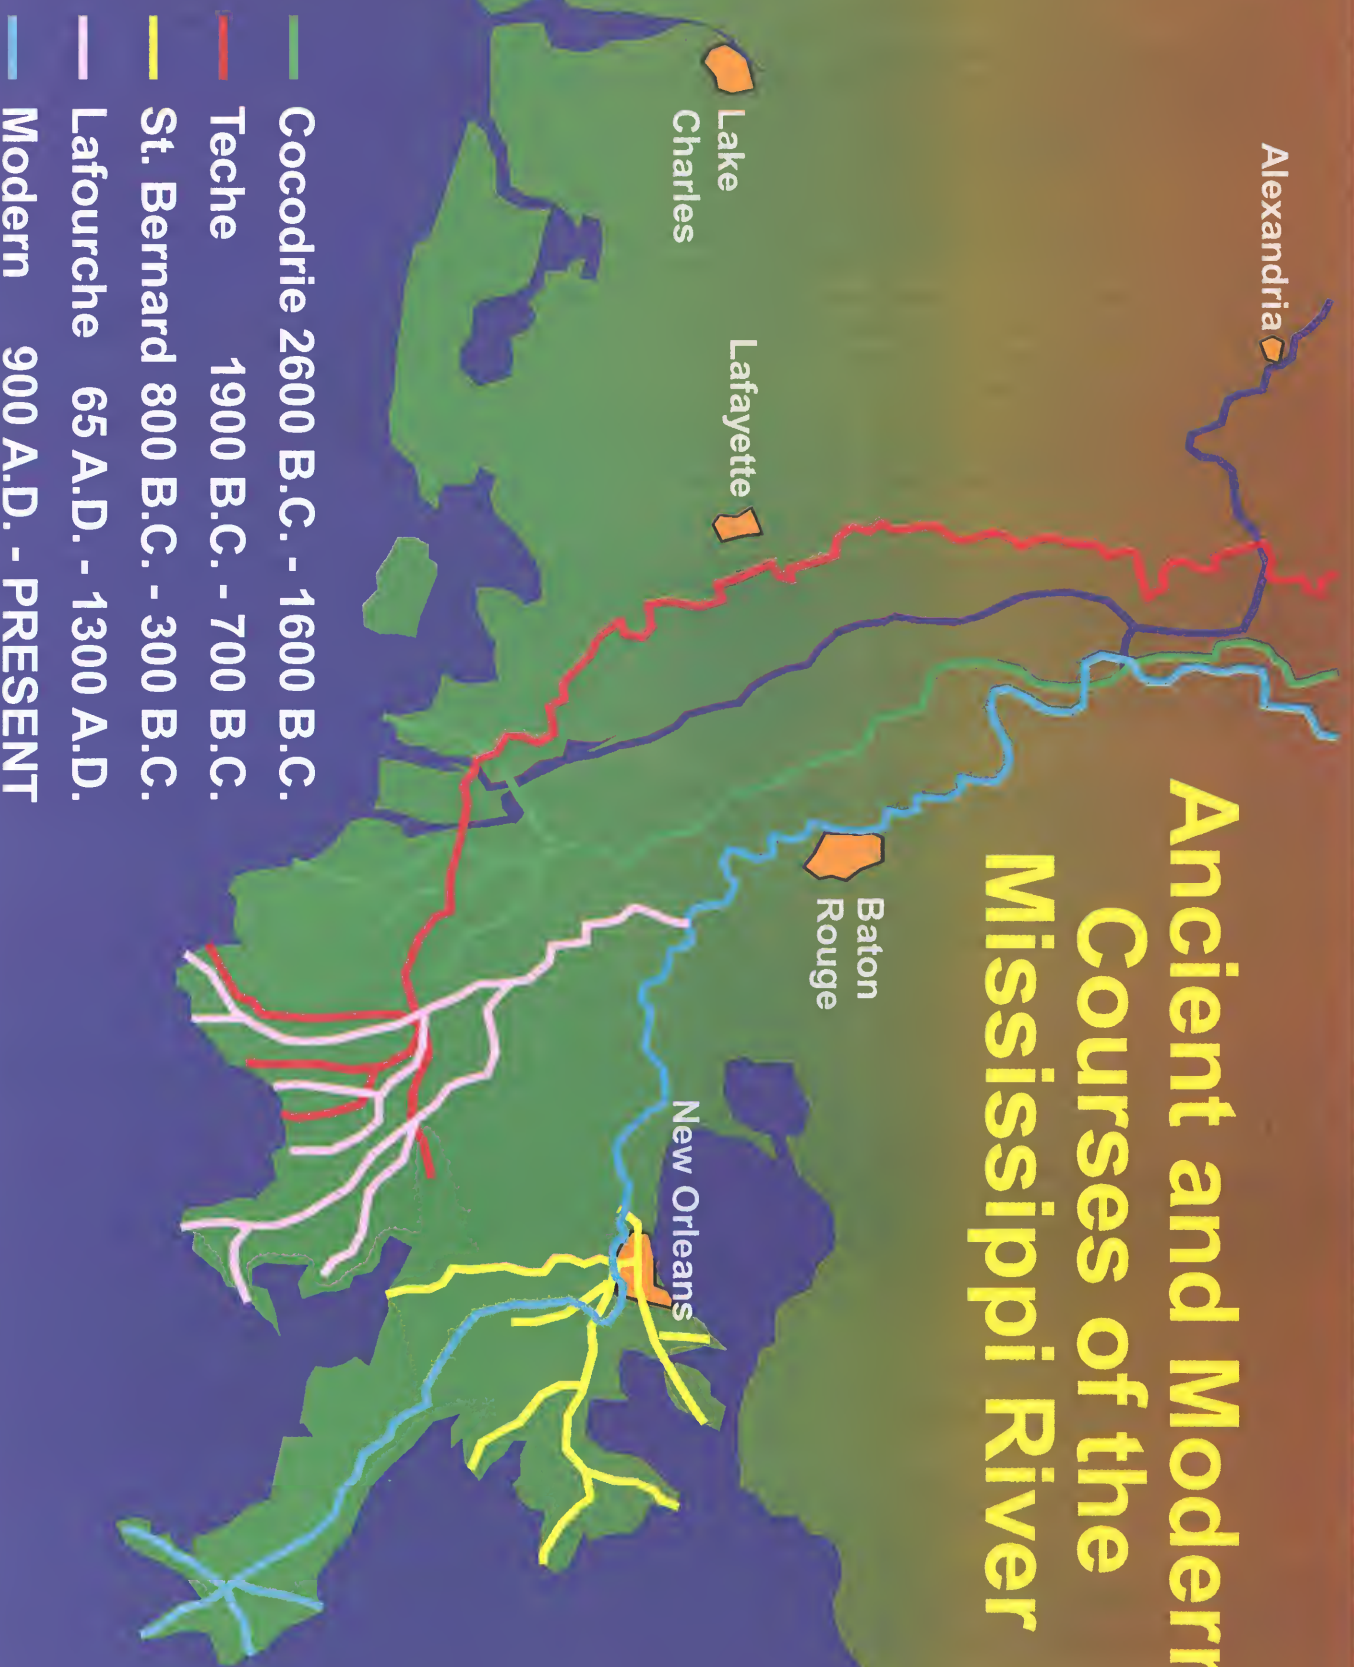 Ancient and Modern
Courses of the
Mississippi River
Alexandria
Baton
Rouge
Lake
Charles
Lafayette
New Orleans
Cocodrie 2600 B.C. - 1600 B.C.
Teche 1900 B.C. - 700 B.C.
St. Bernard 800 B.C. - 300 B.C.
Lafourche 65 A.D. - 1300 A.D.
Modern 900 A.D. - PRESENT